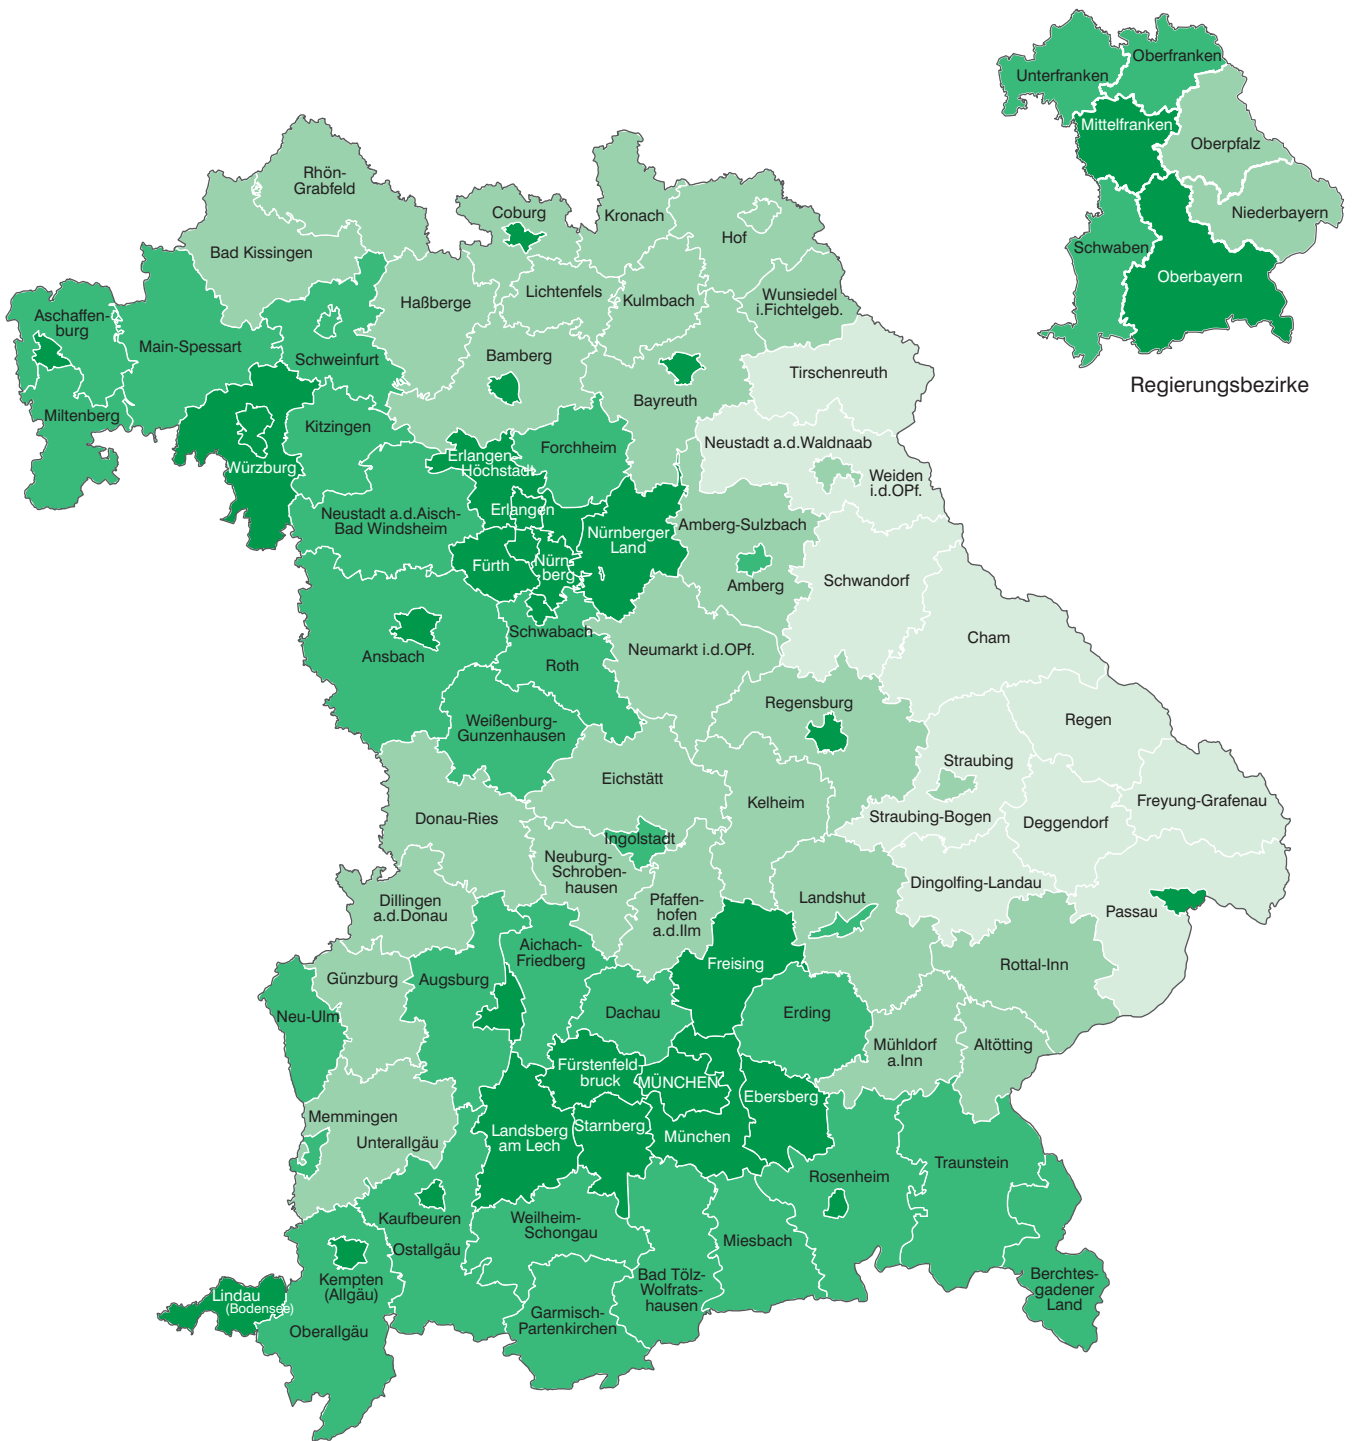 Oberfranken
Unterfranken
Mittelfranken
Oberpfalz
Niederbayern
Schwaben
Oberbayern
Regierungsbezirke
Rhön-
Grabfeld
Coburg
Kronach
Hof
Bad Kissingen
Haßberge
Lichtenfels
Kulmbach
Wunsiedel
i.Fichtelgeb.
Aschaffen-
burg
Main-Spessart
Schweinfurt
Bamberg
Tirschenreuth
Bayreuth
Miltenberg
Kitzingen
Forchheim
Neustadt a.d.Waldnaab
Erlangen-
Höchstadt
Würzburg
Weiden
i.d.OPf.
Neustadt a.d.Aisch-
Bad Windsheim
Erlangen
Nürnberger
Land
Amberg-Sulzbach
Fürth
Nürn-
berg
Amberg
Schwandorf
Schwabach
Cham
Ansbach
Roth
Neumarkt i.d.OPf.
Regensburg
Regen
Weißenburg-
Gunzenhausen
Straubing
Eichstätt
Kelheim
Freyung-Grafenau
Donau-Ries
Straubing-Bogen
Deggendorf
Ingolstadt
Neuburg-
Schroben-
hausen
Dingolfing-Landau
Dillingen
a.d.Donau
Pfaffen-
hofen
a.d.Ilm
Landshut
Passau
Aichach-
Friedberg
Freising
Rottal-Inn
Günzburg
Augsburg
Neu-Ulm
Dachau
Erding
Mühldorf
a.Inn
Altötting
Fürstenfeld-
bruck
MÜNCHEN
Ebersberg
Memmingen
Unterallgäu
Landsberg
am Lech
Starnberg
München
Traunstein
Rosenheim
Kaufbeuren
Ostallgäu
Weilheim-
Schongau
Miesbach
Kempten
(Allgäu)
Bad Tölz-
Wolfrats-
hausen
Berchtes-
gadener
Land
Lindau
(Bodensee)
Oberallgäu
Garmisch-
Partenkirchen